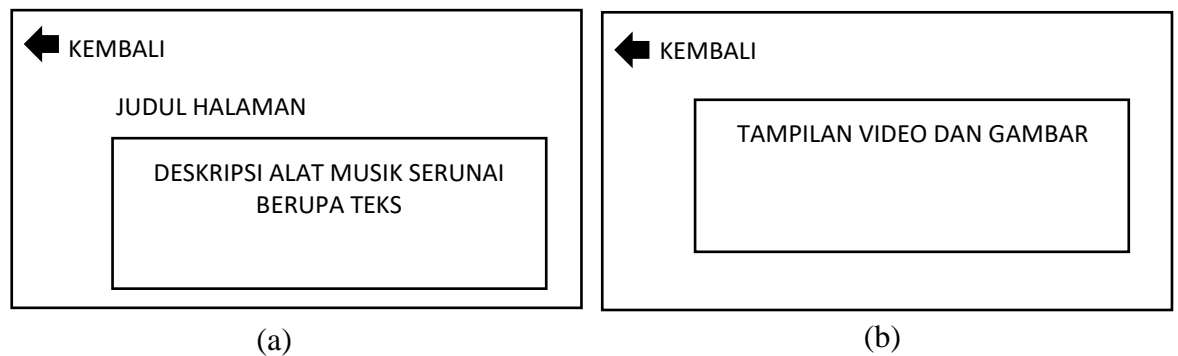 KEMBALI
JUDUL HALAMAN
DESKRIPSI ALAT MUSIK SERUNAI
BERUPA TEKS
(a)
KEMBALI
TAMPILAN VIDEO DAN GAMBAR
(b)